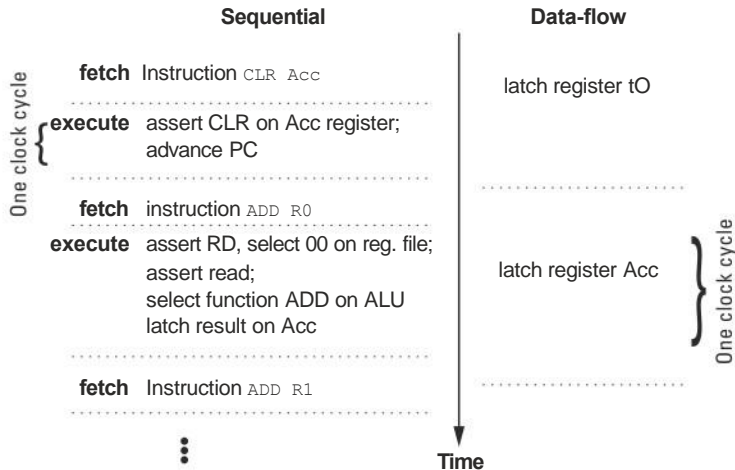 Sequential
Data-flow
One clock cycle
fetch Instruction CLR Acc
execute assert CLR on Acc register;
advance PC
fetch instruction ADD R0
execute assert RD, select 00 on reg. file;
assert read;
select function ADD on ALU
latch result on Acc
fetch Instruction ADD R1
latch register tO
latch register Acc
One clock cycle
Time